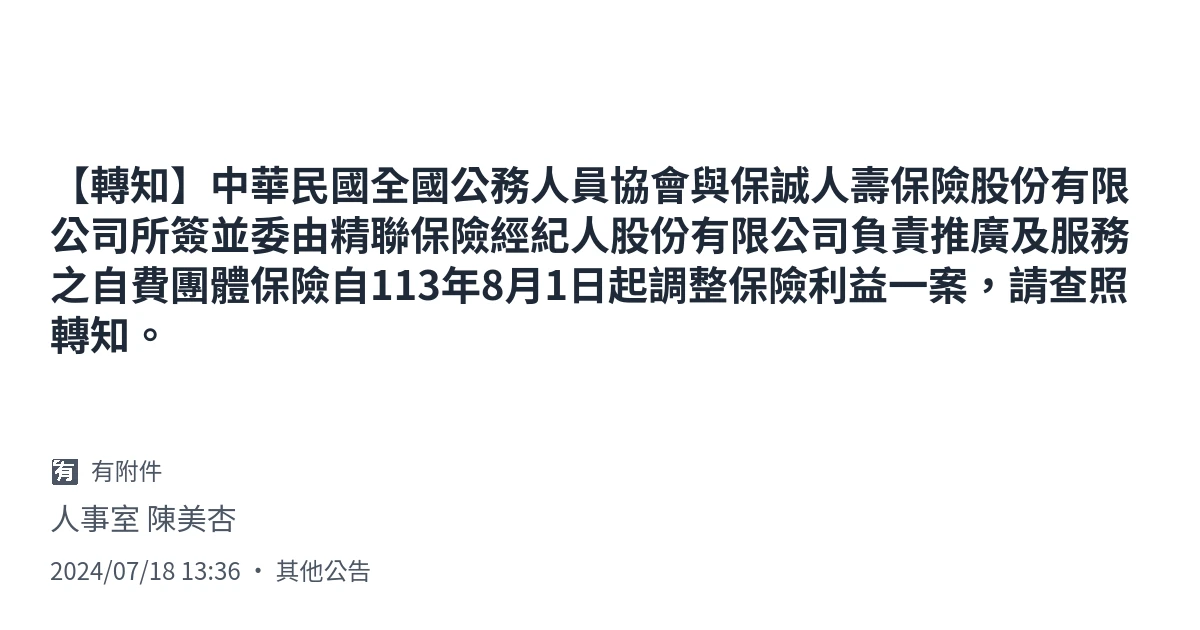 【轉知】中華民國全國公務人員協會與保誠人壽保險股份有限
公司所簽並委由精聯保險經紀人股份有限公司負責推廣及服務
之自費團體保險自113年8月1日起調整保險利益一案，請查照
轉知。
有 有附件
人事室 陳美杏
2024/07/18 13:36 • 其他公告